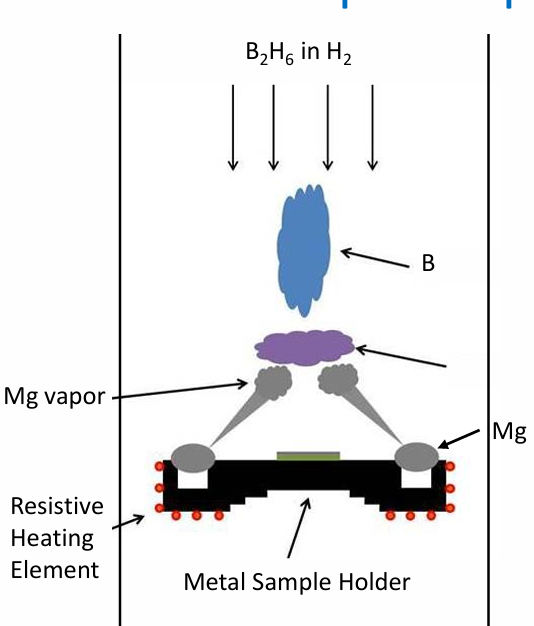 B₂H₆ in H₂
B
Mg vapor
Mg
Resistive
Heating
Element
Metal Sample Holder